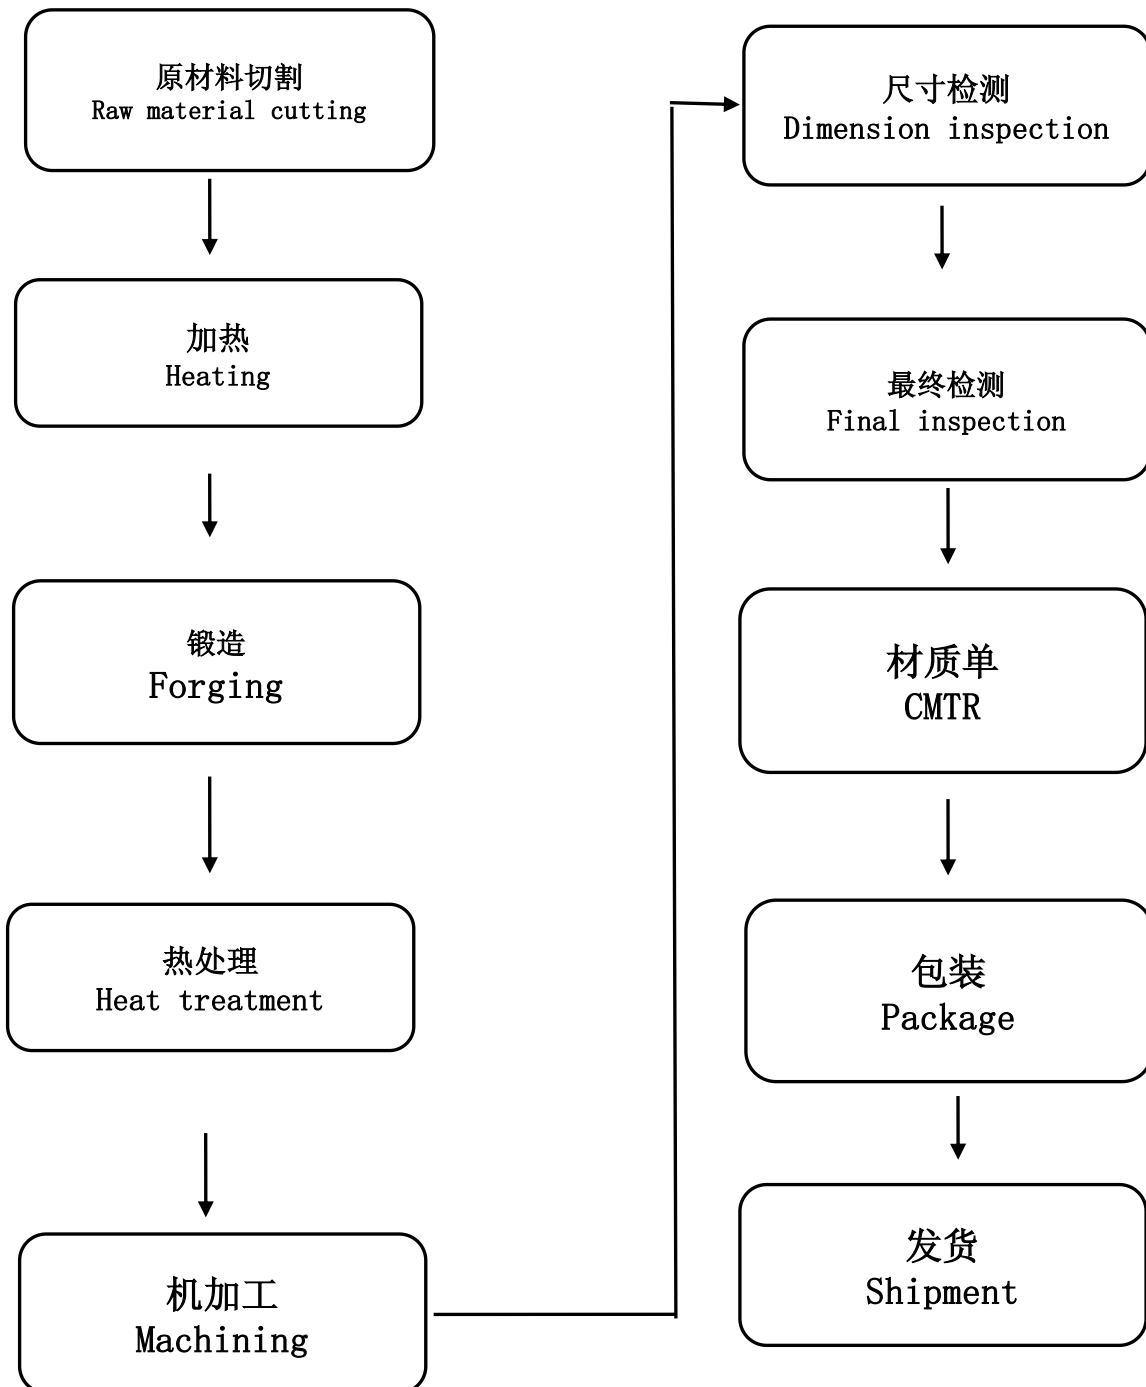 原材料切割
Raw material cutting
加热
Heating
锻造
Forging
热处理
Heat treatment
机加工
Machining
尺寸检测
Dimension inspection
最终检测
Final inspection
材质单
CMTR
包装
Package
发货
Shipment